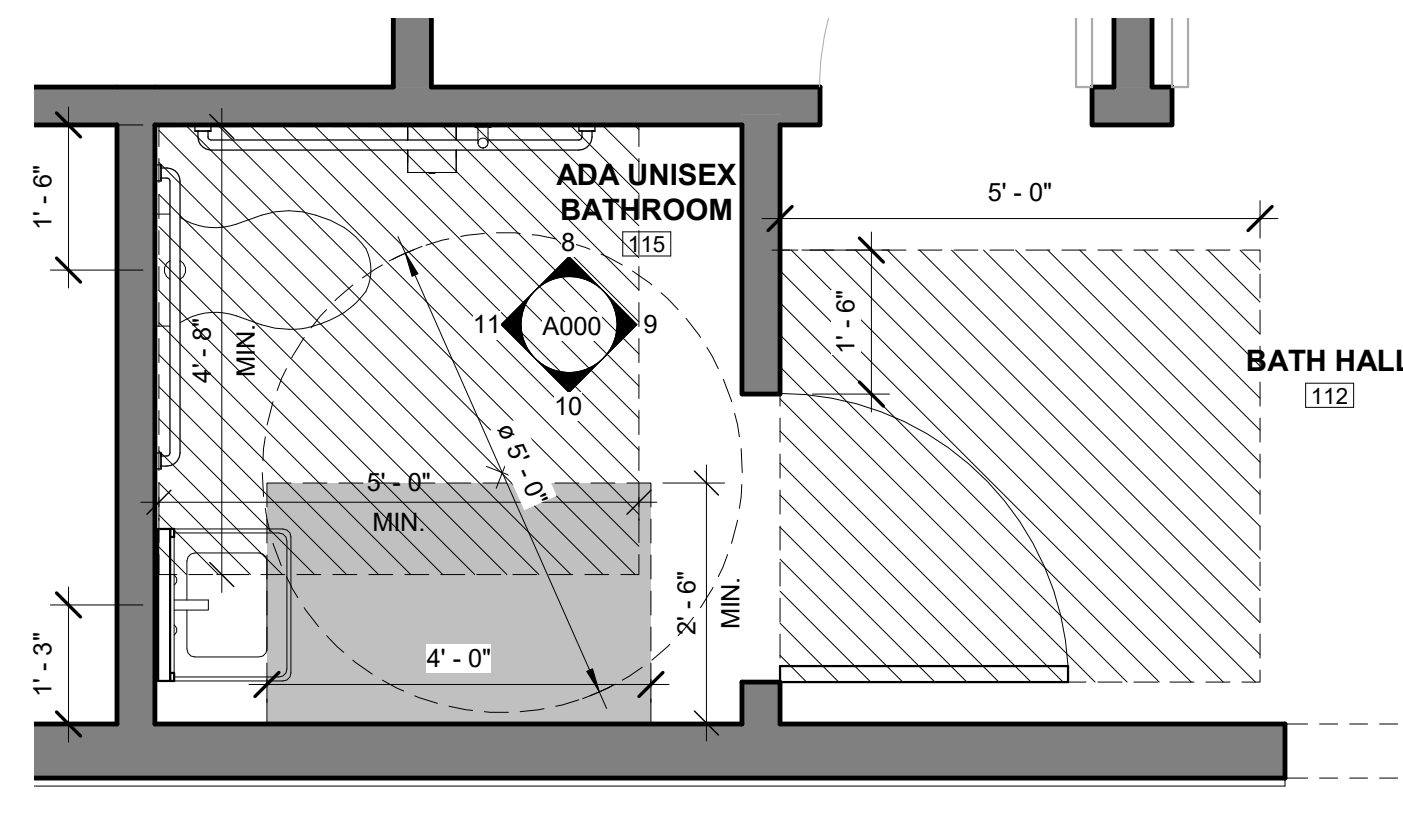 1' - 6"
ADA UNISEX
BATHROOM
115
5' - 0"
8
11
A000
9
10
1' - 6"
4' - 8"
MIN.
BATH HALL
112
ø 5' - 0"
5' - 0"
MIN.
2' - 6"
MIN.
4' - 0"
1' - 3"